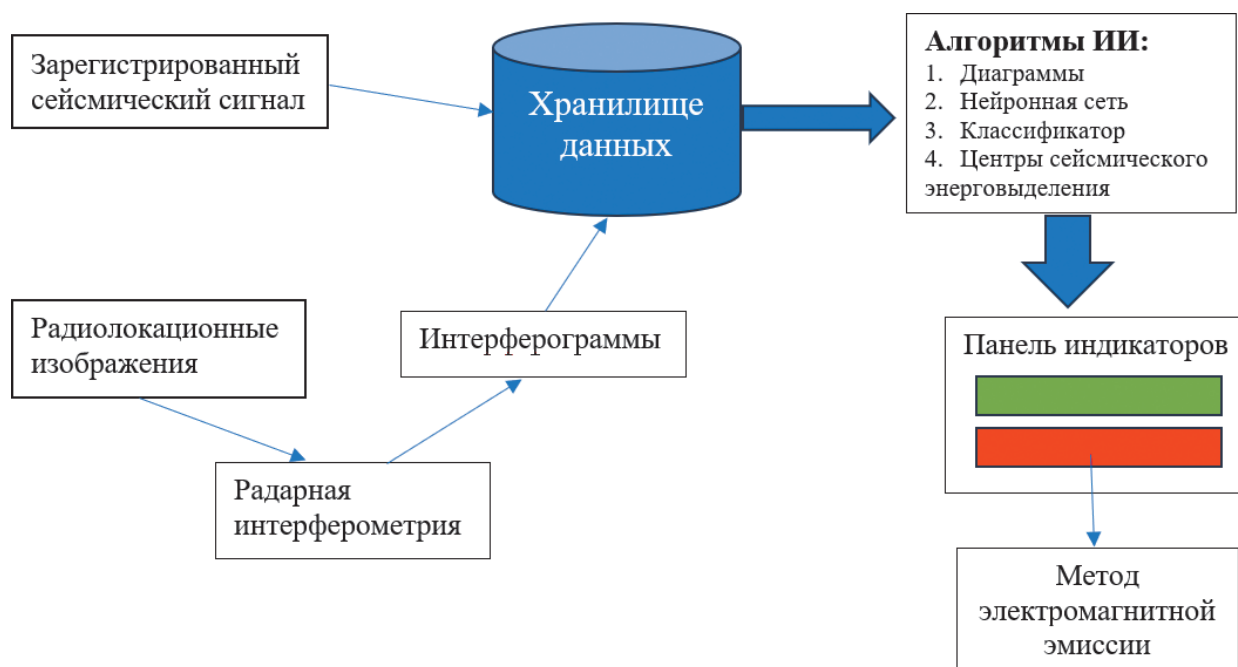 Зарегистрированный
сейсмический сигнал
Хранилище
данных
Алгоритмы ИИ:
1. Диаграммы
2. Нейронная сеть
3. Классификатор
4. Центры сейсмического
энерговыделения
Радиолокационные
изображения
Интерферограммы
Радарная
интерферометрия
Панель индикаторов
Метод
электромагнитной
эмиссии